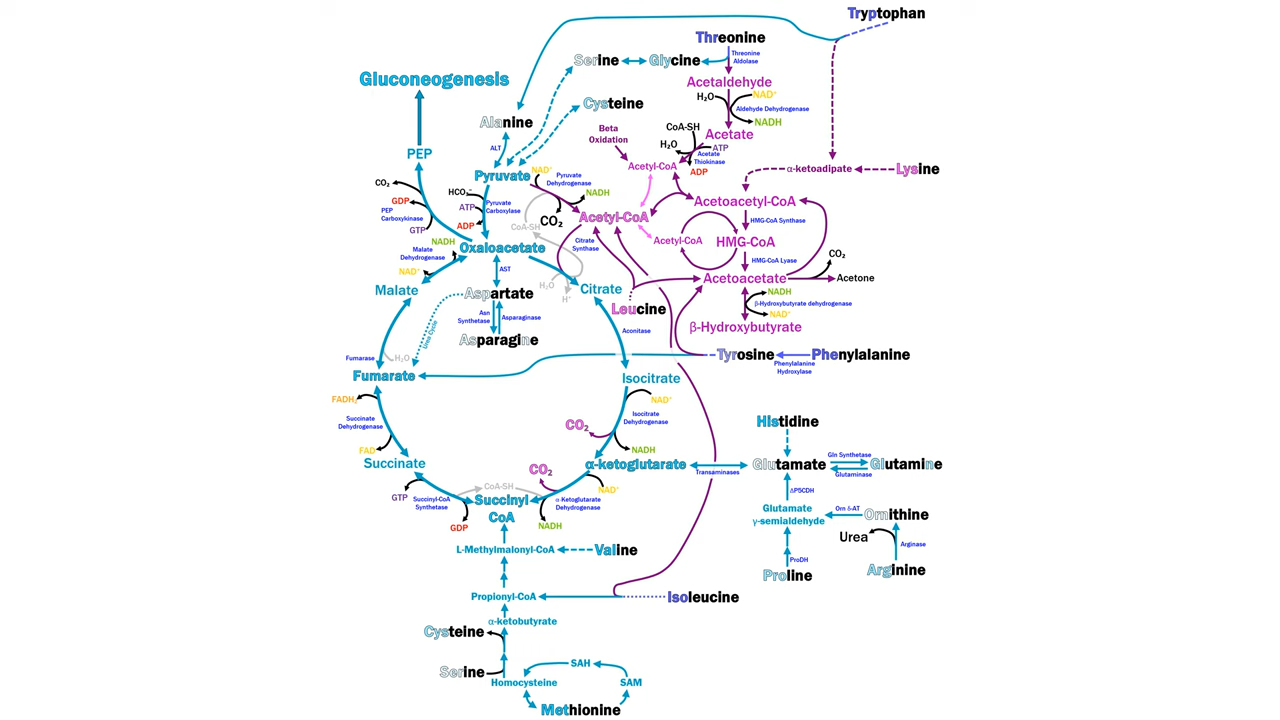 Tryptophan
Threonine
Threonine
Aldolase
Serine
Glycine
Gluconeogenesis
Acetaldehyde
H₂O
NAD⁺
Aldehyde Dehydrogenase
NADH
Cysteine
Alanine
Beta
Oxidation
CoA-SH
Acetate
H₂O
ATP
Acetate
Thiokinase
ADP
ALT
PEP
Acetyl-CoA
α-ketoadipate
Lysine
Pyruvate
NAD⁺
Pyruvate
Dehydrogenase
NADH
CO₂
HCO₃⁻
ATP
Pyruvate
Carboxylase
ADP
GDP
PEP
Carboxykinase
GTP
CO₂
CoA-SH
Acetyl-CoA
Acetoacetyl-CoA
HMG-CoA Synthase
Acetyl-CoA
HMG-CoA
HMG-CoA Lyase
CO₂
NADH
Malate
Dehydrogenase
NAD⁺
Oxaloacetate
Citrate
Synthase
AST
H₂O
H⁺
Acetoacetate
Acetone
NADH
β-Hydroxybutyrate dehydrogenase
NAD⁺
Malate
Aspartate
Citrate
Leucine
Asn
Synthetase
Asparaginase
Asparagine
Urea Cycle
Aconitase
β-Hydroxybutyrate
Fumarase
H₂O
Tyrosine
Phenylalanine
Phenylalanine
Hydroxylase
Fumarate
Isocitrate
FADH₂
NAD⁺
Succinate
Dehydrogenase
Isocitrate
Dehydrogenase
CO₂
Histidine
FAD
NADH
Succinate
α-ketoglutarate
Transaminases
Glutamate
Gln Synthetase
Glutaminase
Glutamine
CO₂
CoA-SH
NAD⁺
GTP
Succinyl-CoA
Synthetase
Succinyl
CoA
α Ketoglutarate
Dehydrogenase
GDP
NADH
ΔP5CDH
Glutamate
γ-semialdehyde
Orn δ-AT
Ornithine
Urea
Arginase
L-Methylmalonyl-CoA
Valine
ProDH
Proline
Arginine
Propionyl-CoA
Isoleucine
α-ketobutyrate
Cysteine
Serine
SAH
Homocysteine
SAM
Methionine